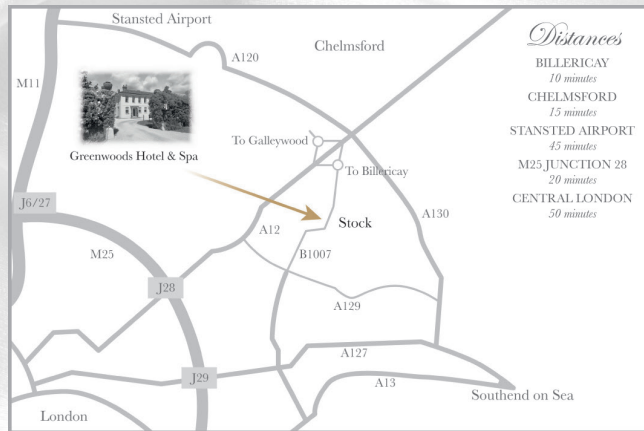 Stansted Airport
Chelmsford
A120
M11
Greenwoods Hotel & Spa
To Galleywood
To Billericay
Stock
A130
J6/27
A12
M25
B1007
J28
A129
A127
J29
A13
Southend on Sea
London
Distances
BILLERICAY
10 minutes
CHELMSFORD
15 minutes
STANSTED AIRPORT
45 minutes
M25 JUNCTION 28
20 minutes
CENTRAL LONDON
50 minutes